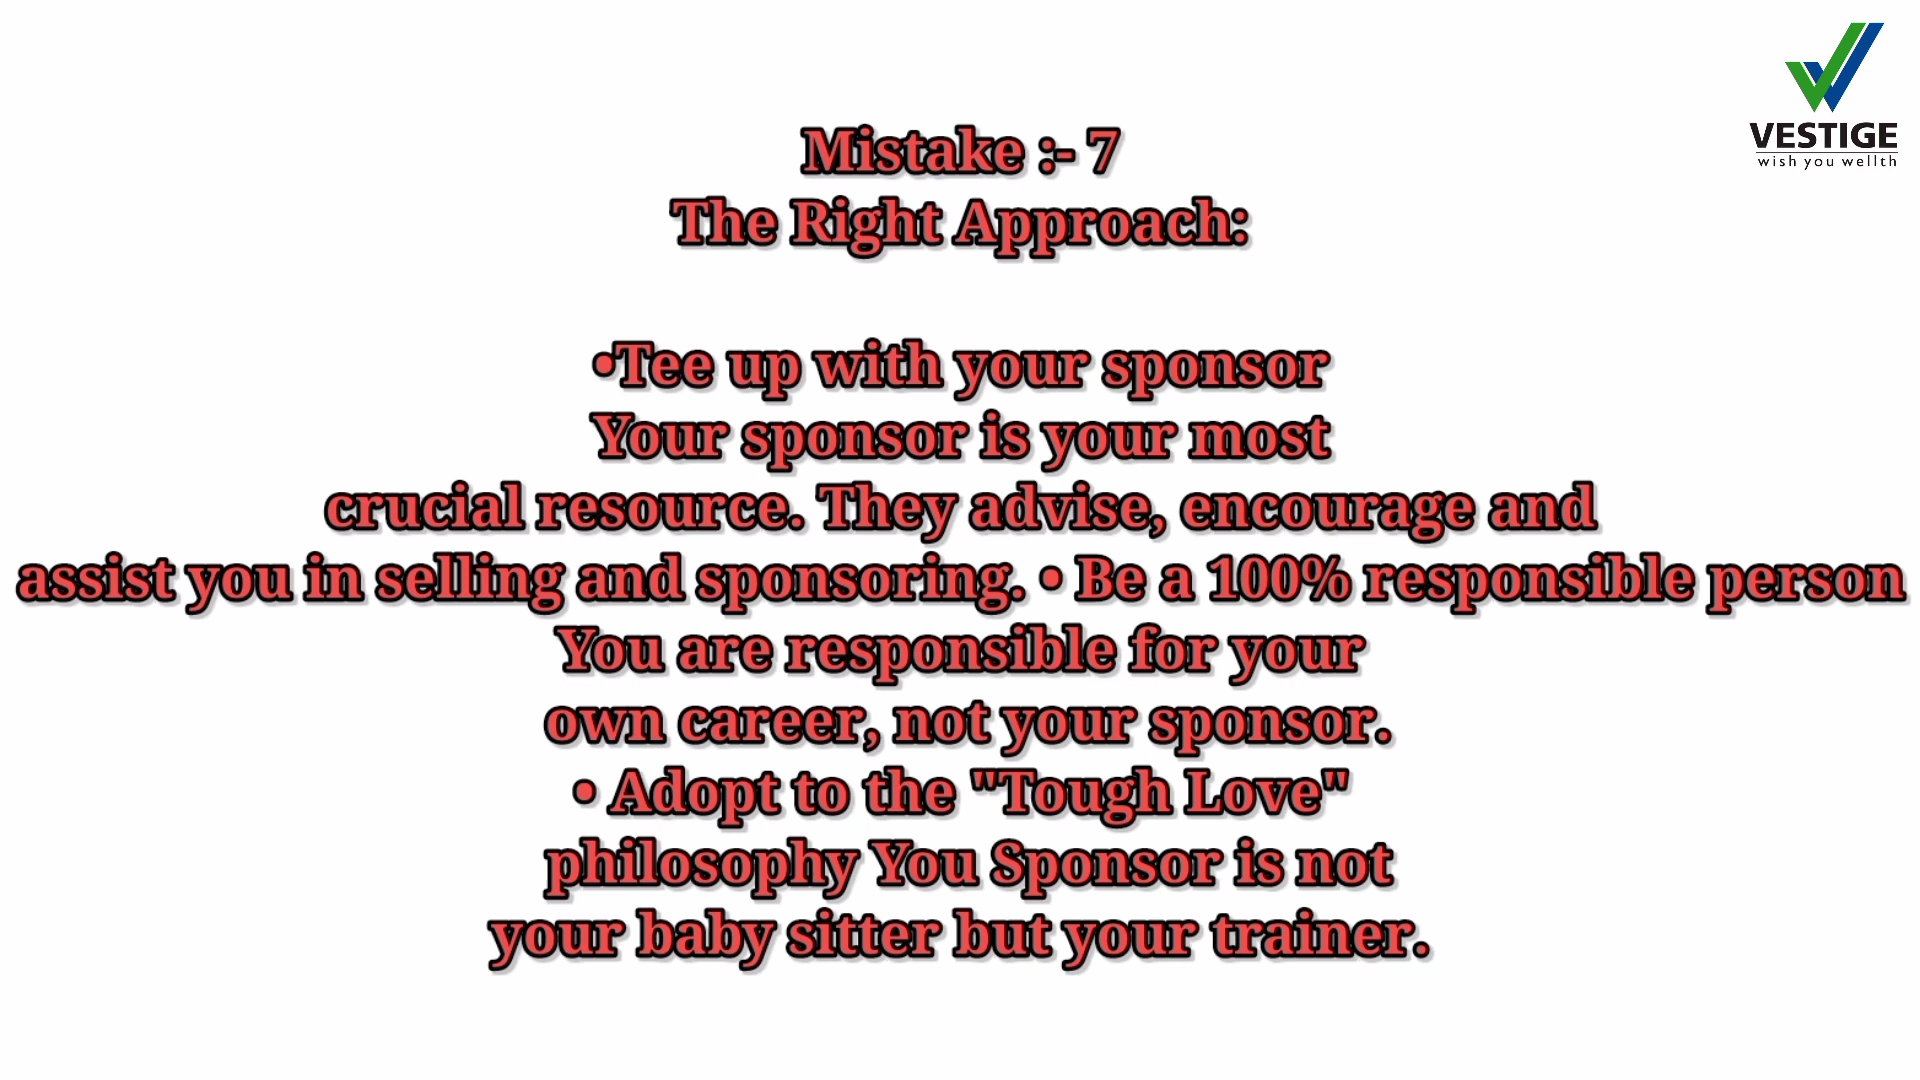 VESTIGE
wish you wellth
Mistake :- 7
The Right Approach:
•Tee up with your sponsor
Your sponsor is your most
crucial resource. They advise, encourage and
assist you in selling and sponsoring. • Be a 100% responsible person
You are responsible for your
own career, not your sponsor.
• Adopt to the "Tough Love"
philosophy You Sponsor is not
your baby sitter but your trainer.